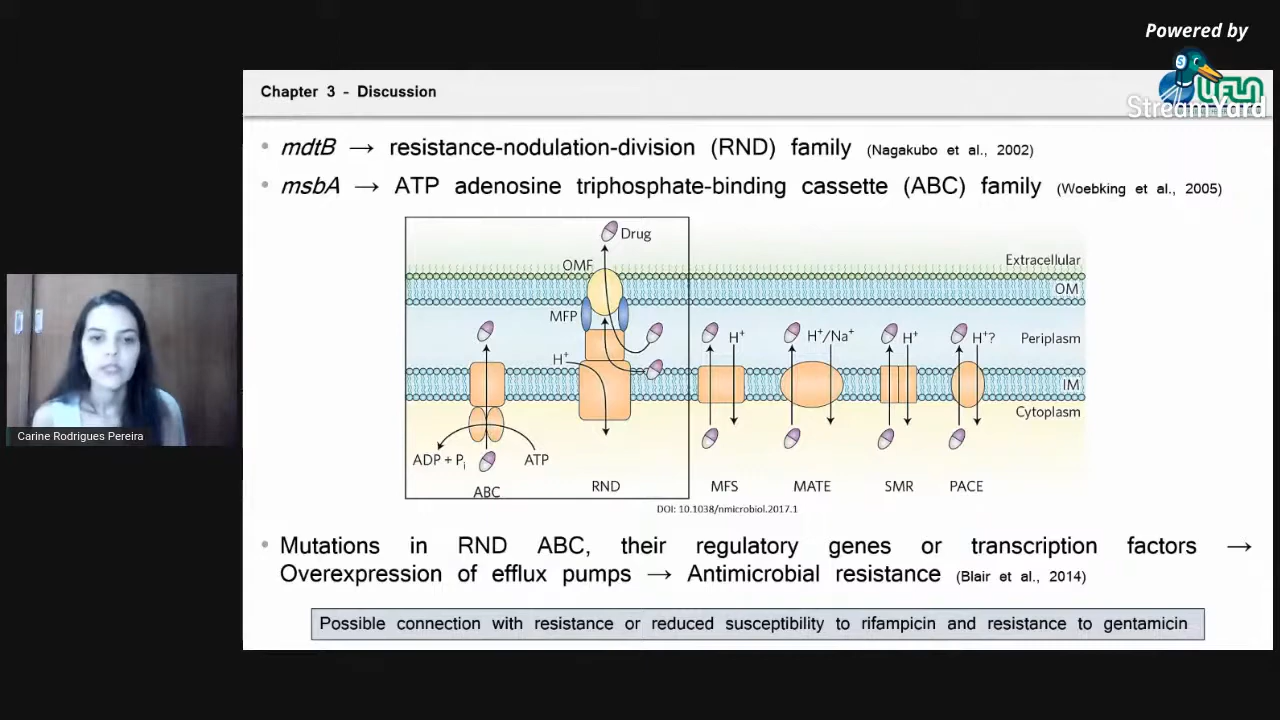 Powered by
StreamYard
UFLA
Chapter 3 - Discussion
mdtB → resistance-nodulation-division (RND) family (Nagakubo et al., 2002)
msbA → ATP adenosine triphosphate-binding cassette (ABC) family (Woebking et al., 2005)
Drug
OMF
Extracellular
OM
MFP
H⁺
H⁺/Na⁺
H⁺
H⁺?
Periplasm
H⁺
IM
Cytoplasm
ADP + Pᵢ
ATP
ABC
RND
MFS
MATE
SMR
PACE
DOI: 10.1038/nmicrobiol.2017.1
Carine Rodrigues Pereira
Mutations in RND ABC, their regulatory genes or transcription factors →
Overexpression of efflux pumps → Antimicrobial resistance (Blair et al., 2014)
Possible connection with resistance or reduced susceptibility to rifampicin and resistance to gentamicin